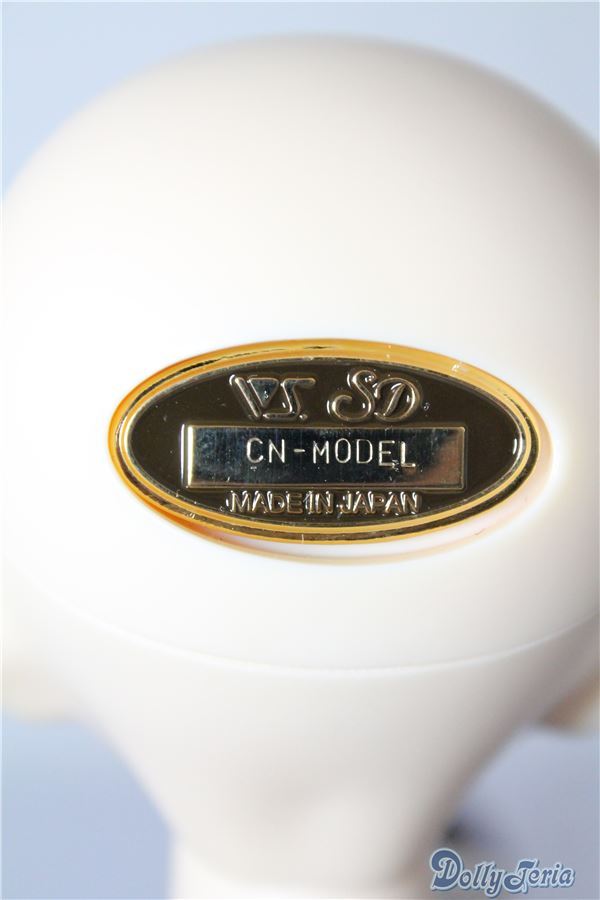 VS. SD
CN-MODEL
MADE IN JAPAN
DollyTeria